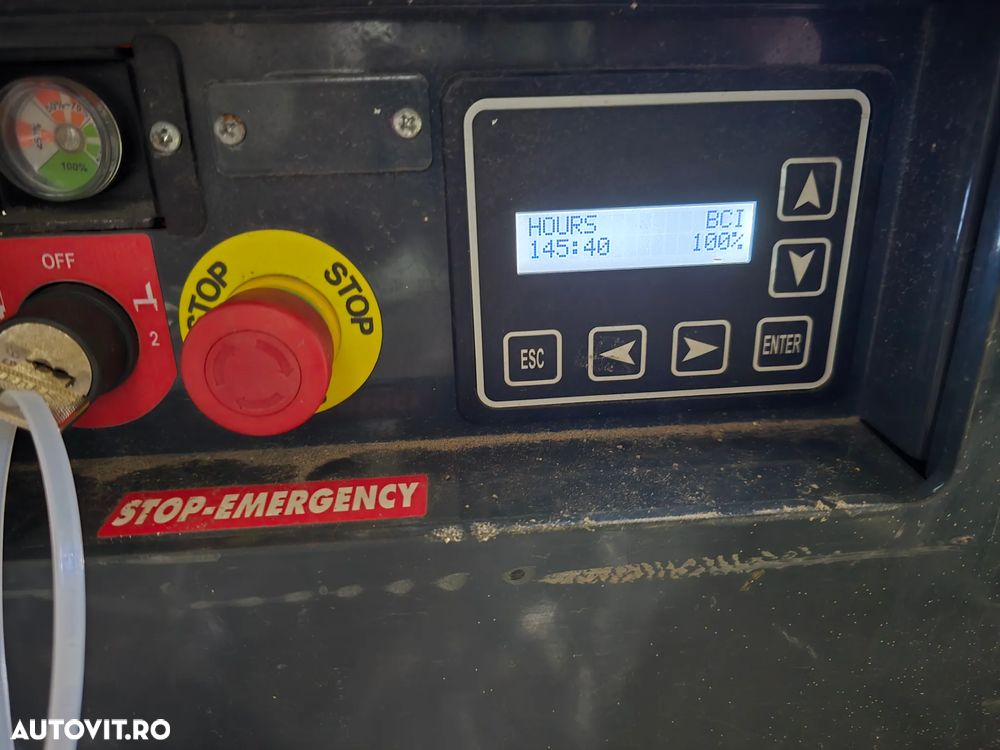 100%
OFF
2
STOP
STOP
HOURS BCI
145:40 100%
ESC
ENTER
STOP-EMERGENCY
AUTOVIT.RO